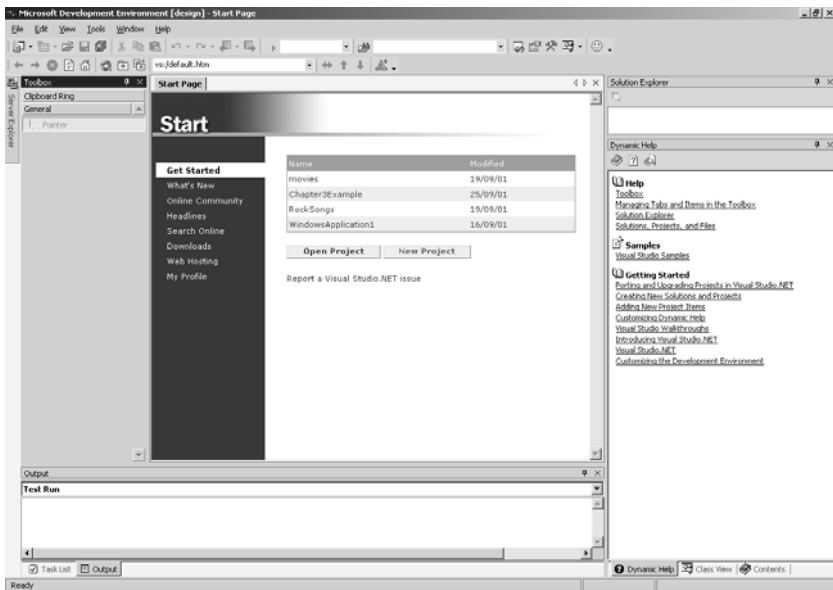 Microsoft Development Environment [design] - Start Page
File Edit View Tools Window Help
vs:/default.htm
Server Explorer
Toolbox
Clipboard Ring
General
Pointer
Start Page
Start
Get Started
What's New
Online Community
Headlines
Search Online
Downloads
Web Hosting
My Profile
Name Modified
movies 19/09/01
Chapter3Example 25/09/01
RockSongs 19/09/01
WindowsApplication1 16/09/01
Open Project New Project
Report a Visual Studio.NET issue
Solution Explorer
Dynamic Help
Help
Toolbox
Managing Tabs and Items in the Toolbox
Solution Explorer
Solutions, Projects, and Files
Samples
Visual Studio Samples
Getting Started
Porting and Upgrading Projects in Visual Studio.NET
Creating New Solutions and Projects
Adding New Project Items
Customizing Dynamic Help
Visual Studio Walkthroughs
Introducing Visual Studio.NET
Visual Studio.NET
Customizing the Development Environment
Output
Test Run
Task List Output
Dynamic Help Class View Contents
Ready